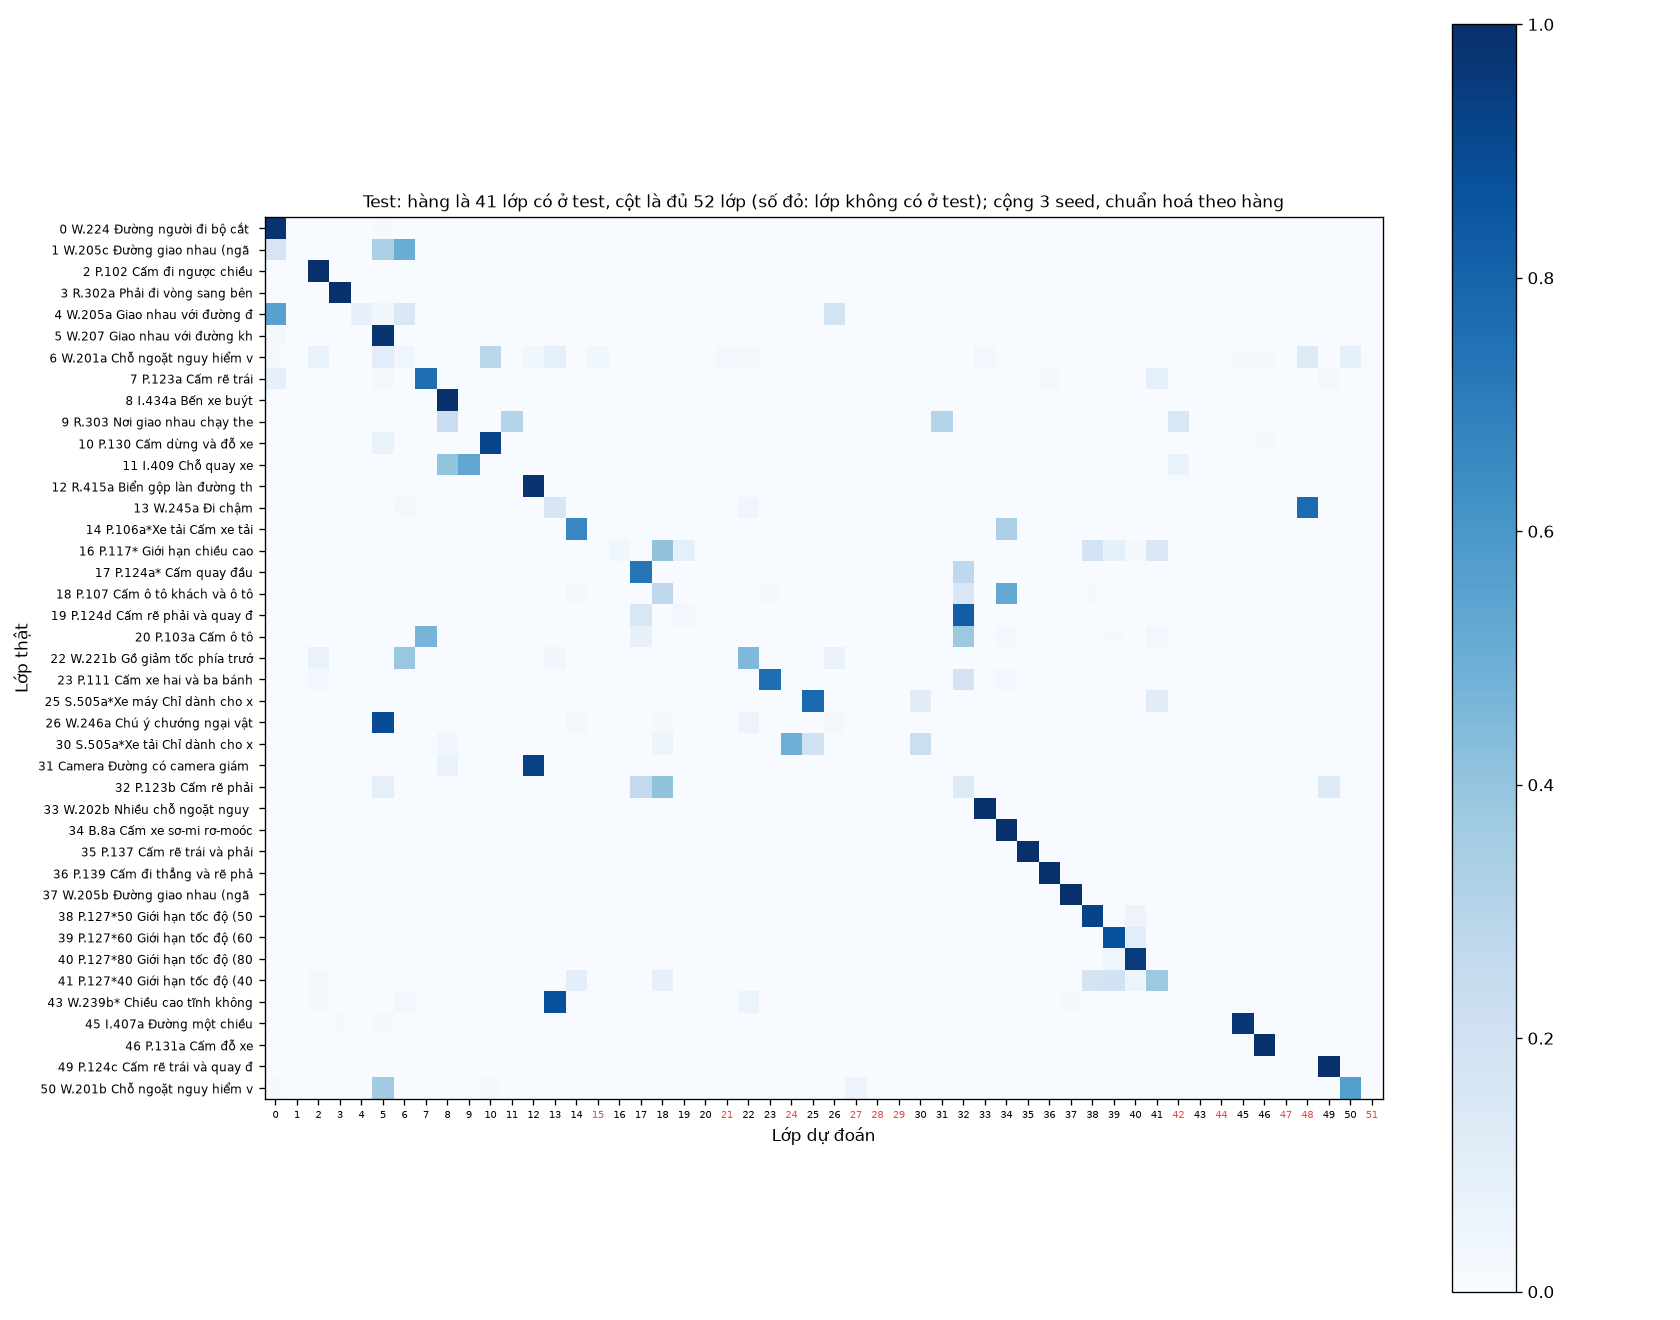 Test: hàng là 41 lớp có ở test, cột là đủ 52 lớp (số đỏ: lớp không có ở test); cộng 3 seed, chuẩn hoá theo hàng
Lớp thật
0 W.224 Đường người đi bộ cắt
1 W.205c Đường giao nhau (ngã
2 P.102 Cấm đi ngược chiều
3 R.302a Phải đi vòng sang bên
4 W.205a Giao nhau với đường đ
5 W.207 Giao nhau với đường kh
6 W.201a Chỗ ngoặt nguy hiểm v
7 P.123a Cấm rẽ trái
8 I.434a Bến xe buýt
9 R.303 Nơi giao nhau chạy the
10 P.130 Cấm dừng và đỗ xe
11 I.409 Chỗ quay xe
12 R.415a Biển gộp làn đường th
13 W.245a Đi chậm
14 P.106a*Xe tải Cấm xe tải
16 P.117* Giới hạn chiều cao
17 P.124a* Cấm quay đầu
18 P.107 Cấm ô tô khách và ô tô
19 P.124d Cấm rẽ phải và quay đ
20 P.103a Cấm ô tô
22 W.221b Gồ giảm tốc phía trướ
23 P.111 Cấm xe hai và ba bánh
25 S.505a*Xe máy Chỉ dành cho x
26 W.246a Chú ý chướng ngại vật
30 S.505a*Xe tải Chỉ dành cho x
31 Camera Đường có camera giám
32 P.123b Cấm rẽ phải
33 W.202b Nhiều chỗ ngoặt nguy
34 B.8a Cấm xe sơ-mi rơ-moóc
35 P.137 Cấm rẽ trái và phải
36 P.139 Cấm đi thẳng và rẽ phả
37 W.205b Đường giao nhau (ngã
38 P.127*50 Giới hạn tốc độ (50
39 P.127*60 Giới hạn tốc độ (60
40 P.127*80 Giới hạn tốc độ (80
41 P.127*40 Giới hạn tốc độ (40
43 W.239b* Chiều cao tĩnh không
45 I.407a Đường một chiều
46 P.131a Cấm đỗ xe
49 P.124c Cấm rẽ trái và quay đ
50 W.201b Chỗ ngoặt nguy hiểm v
0 1 2 3 4 5 6 7 8 9 10 11 12 13 14 15 16 17 18 19 20 21 22 23 24 25 26 27 28 29 30 31 32 33 34 35 36 37 38 39 40 41 42 43 44 45 46 47 48 49 50 51
Lớp dự đoán
1.0
0.8
0.6
0.4
0.2
0.0